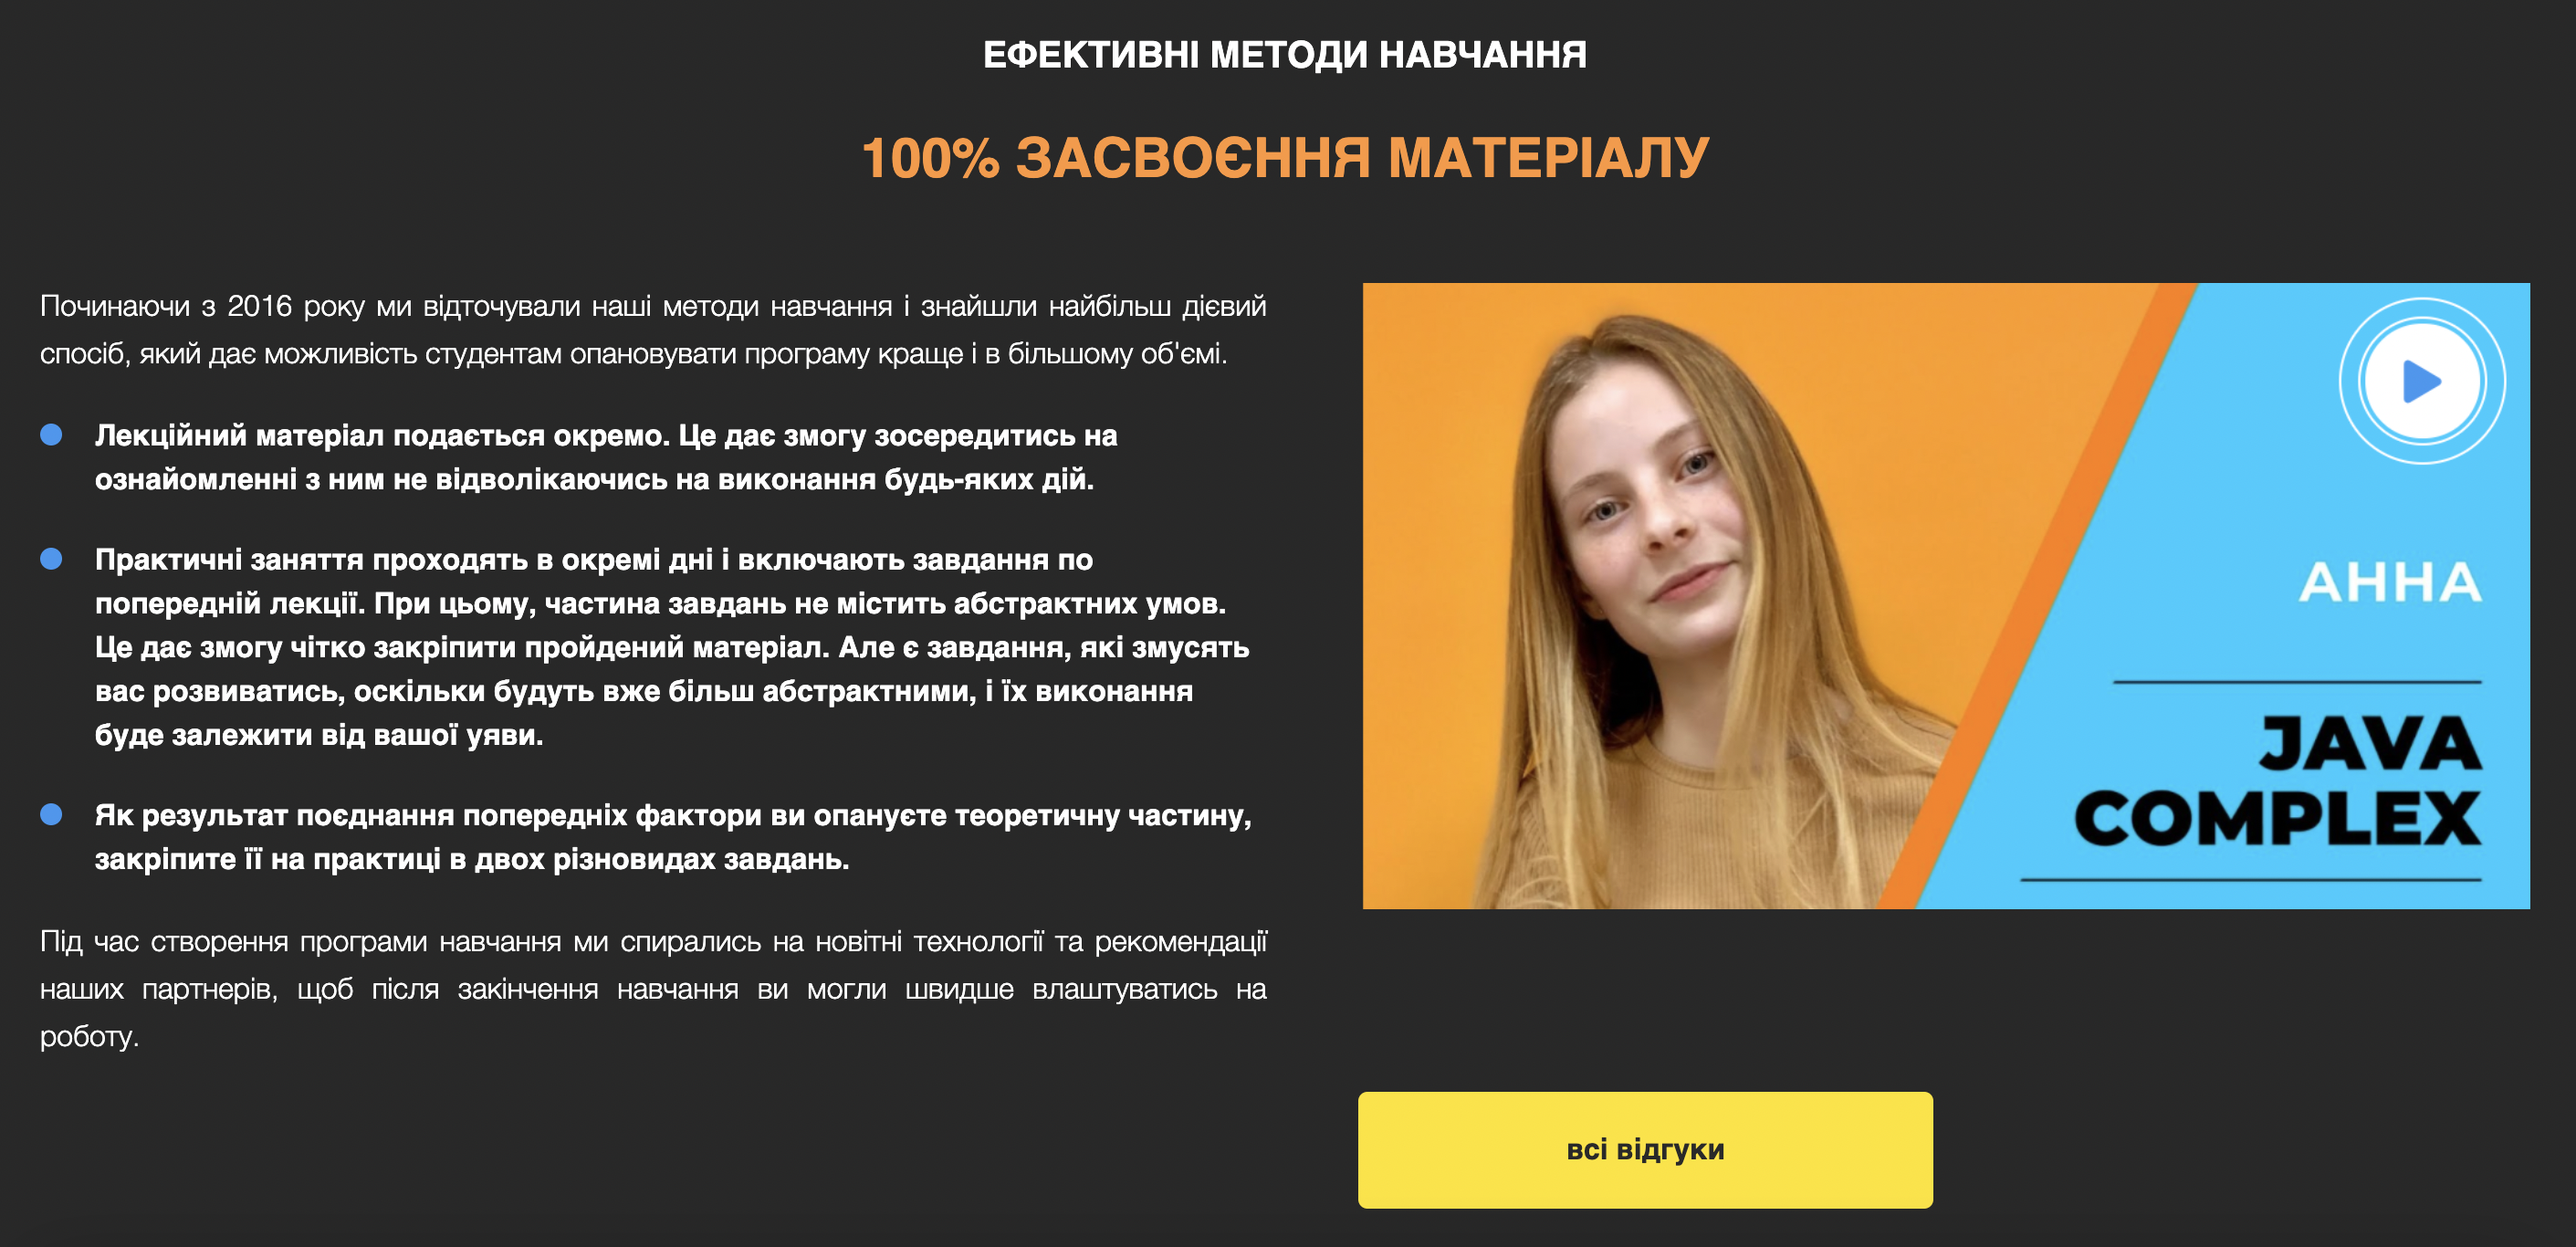 ЕФЕКТИВНІ МЕТОДИ НАВЧАННЯ
100% ЗАСВОЄННЯ МАТЕРІАЛУ
Починаючи з 2016 року ми відточували наші методи навчання і знайшли найбільш дієвий
спосіб, який дає можливість студентам опановувати програму краще і в більшому об'ємі.
Лекційний матеріал подається окремо. Це дає змогу зосередитись на
ознайомленні з ним не відволікаючись на виконання будь-яких дій.
Практичні заняття проходять в окремі дні і включають завдання по
попередній лекції. При цьому, частина завдань не містить абстрактних умов.
Це дає змогу чітко закріпити пройдений матеріал. Але є завдання, які змусять
вас розвиватись, оскільки будуть вже більш абстрактними, і їх виконання
буде залежити від вашої уяви.
Як результат поєднання попередніх фактори ви опануєте теоретичну частину,
закріпите її на практиці в двох різновидах завдань.
Під час створення програми навчання ми спирались на новітні технології та рекомендації
наших партнерів, щоб після закінчення навчання ви могли швидше влаштуватись на
роботу.
АННА
JAVA
COMPLEX
всі відгуки